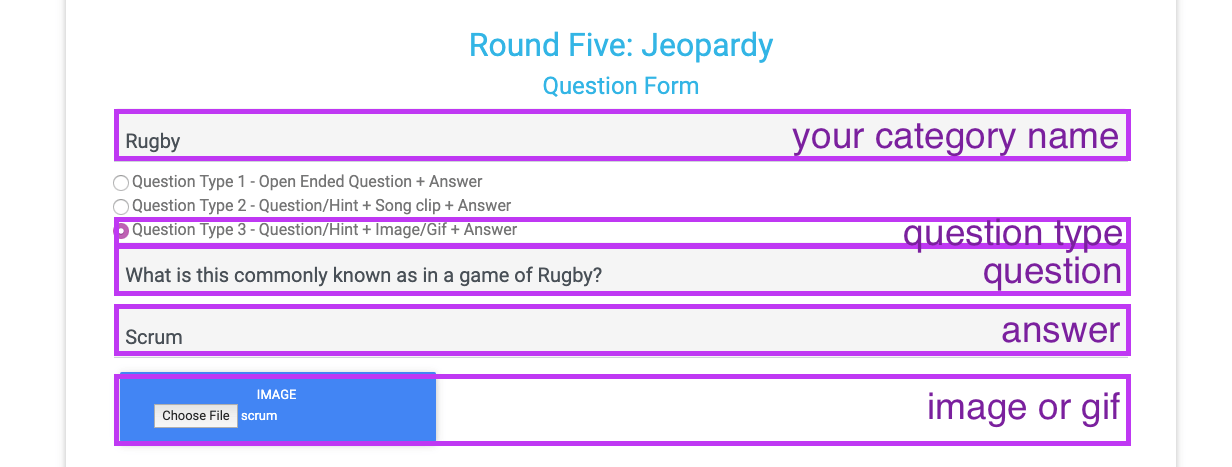 Round Five: Jeopardy
Question Form
Rugby your category name
Question Type 1 - Open Ended Question + Answer
Question Type 2 - Question/Hint + Song clip + Answer
Question Type 3 - Question/Hint + Image/Gif + Answer question type
What is this commonly known as in a game of Rugby? question
Scrum answer
IMAGE
Choose File scrum image or gif